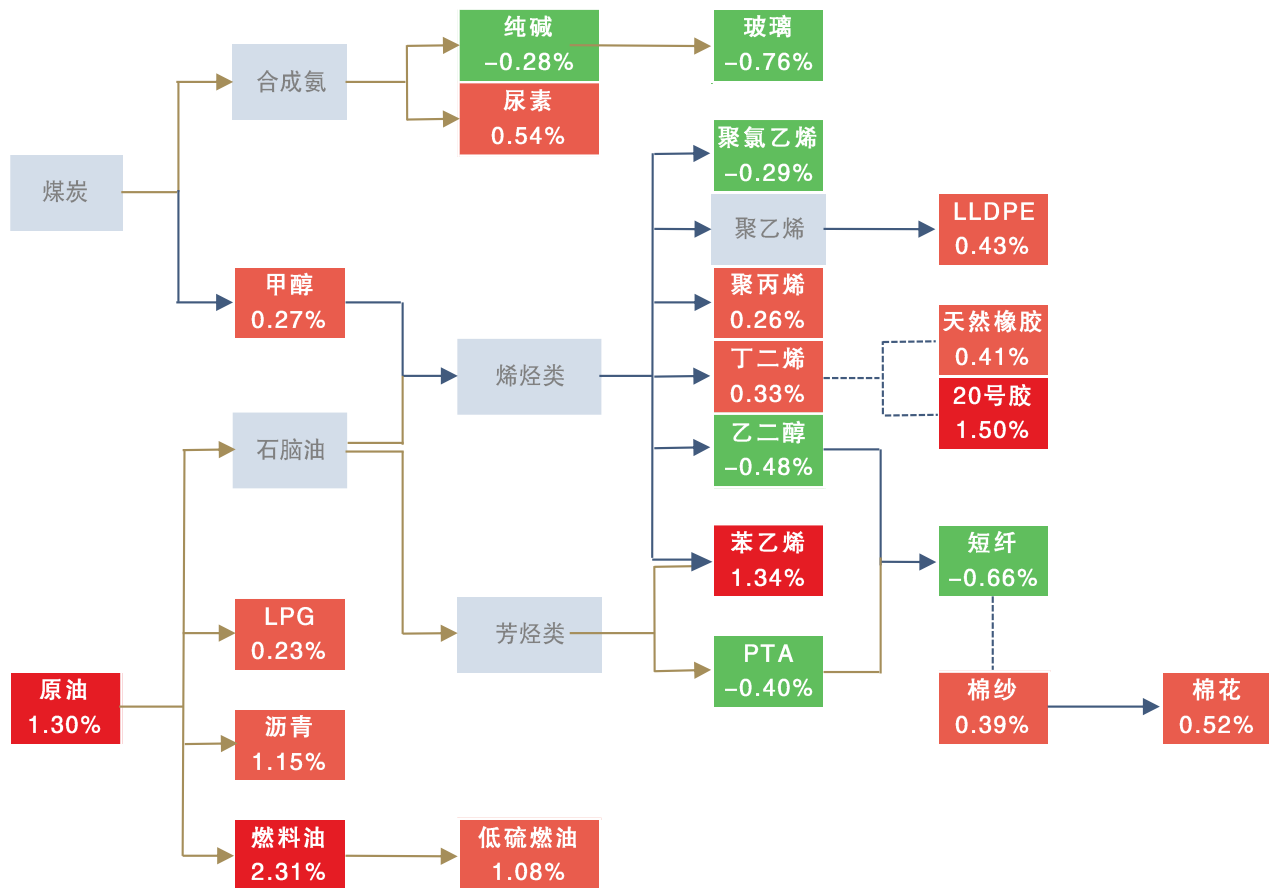 纯碱
-0.28%
玻璃
-0.76%
合成氨
尿素
0.54%
聚氯乙烯
-0.29%
煤炭
聚乙烯
LLDPE
0.43%
甲醇
0.27%
聚丙烯
0.26%
天然橡胶
0.41%
烯烃类
丁二烯
0.33%
20号胶
1.50%
石脑油
乙二醇
-0.48%
苯乙烯
1.34%
短纤
-0.66%
LPG
0.23%
芳烃类
PTA
-0.40%
原油
1.30%
棉纱
0.39%
棉花
0.52%
沥青
1.15%
燃料油
2.31%
低硫燃油
1.08%